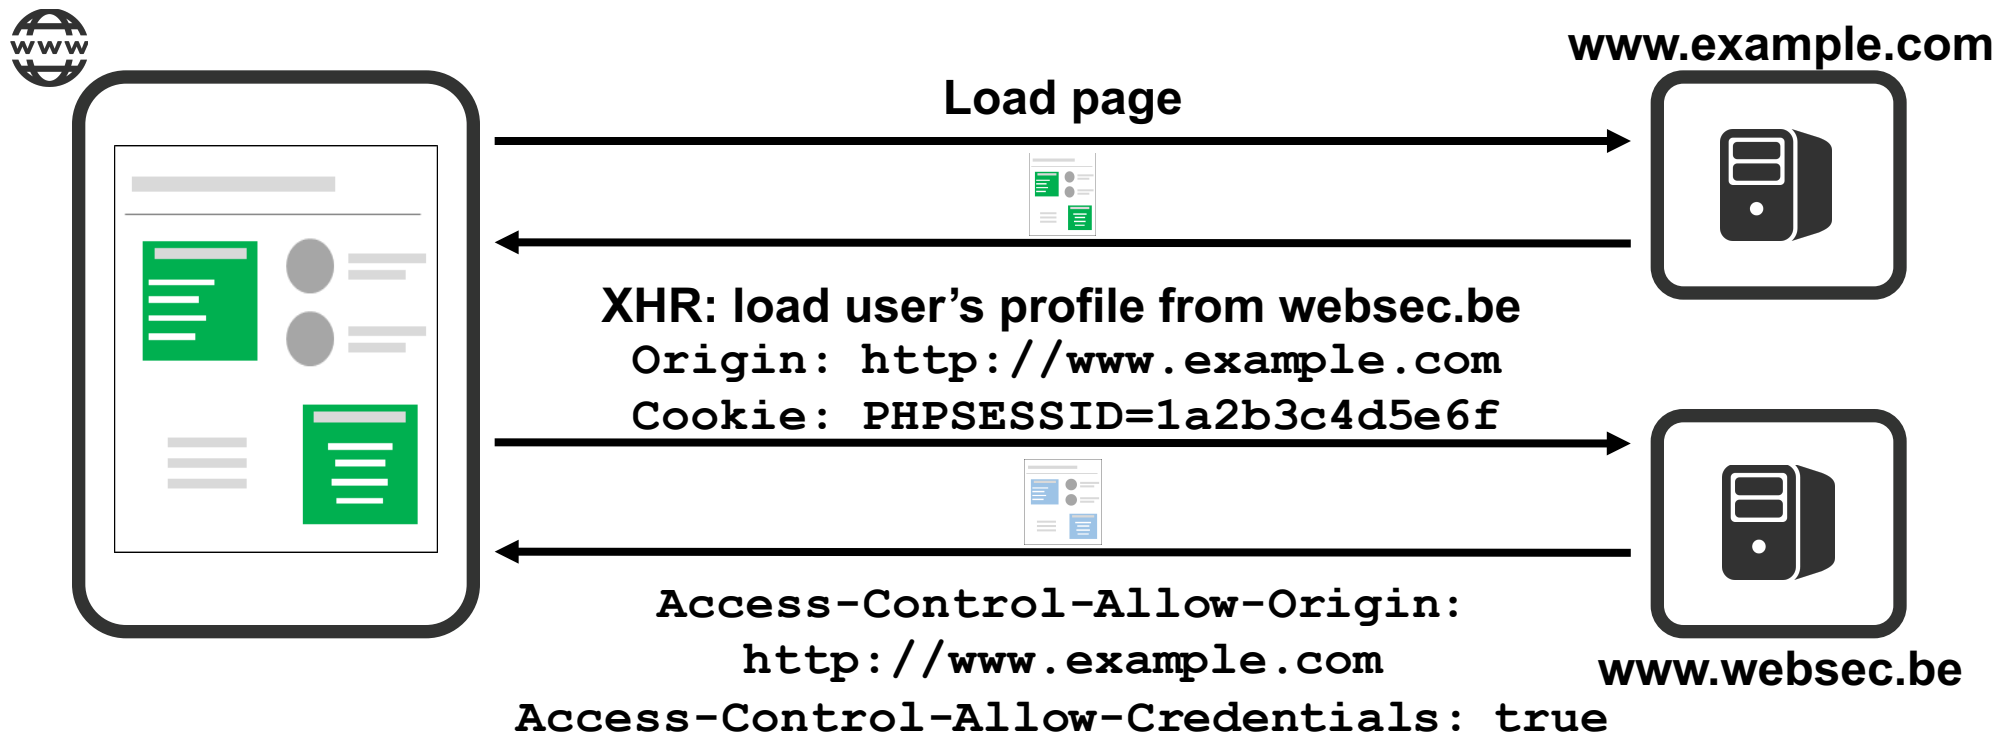 www
www.example.com
Load page
XHR: load user’s profile from websec.be
Origin: http://www.example.com
Cookie: PHPSESSID=1a2b3c4d5e6f
Access-Control-Allow-Origin:
http://www.example.com
Access-Control-Allow-Credentials: true
www.websec.be